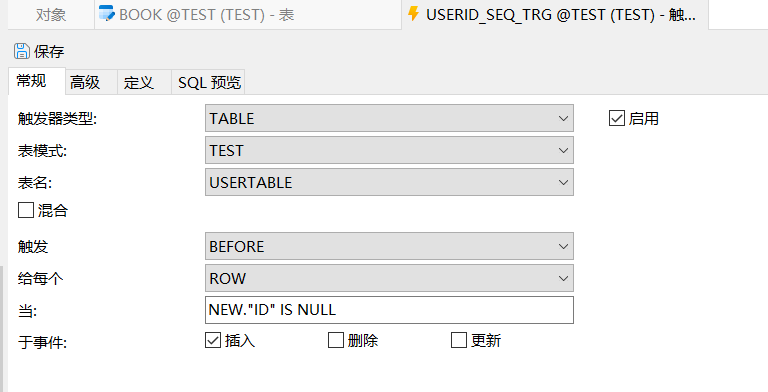 对象 BOOK @TEST (TEST) - 表 USERID_SEQ_TRG @TEST (TEST) - 触...
保存
常规 高级 定义 SQL 预览
触发器类型: TABLE 启用
表模式: TEST
表名: USERTABLE
混合
触发 BEFORE
给每个 ROW
当: NEW."ID" IS NULL
于事件: 插入 删除 更新